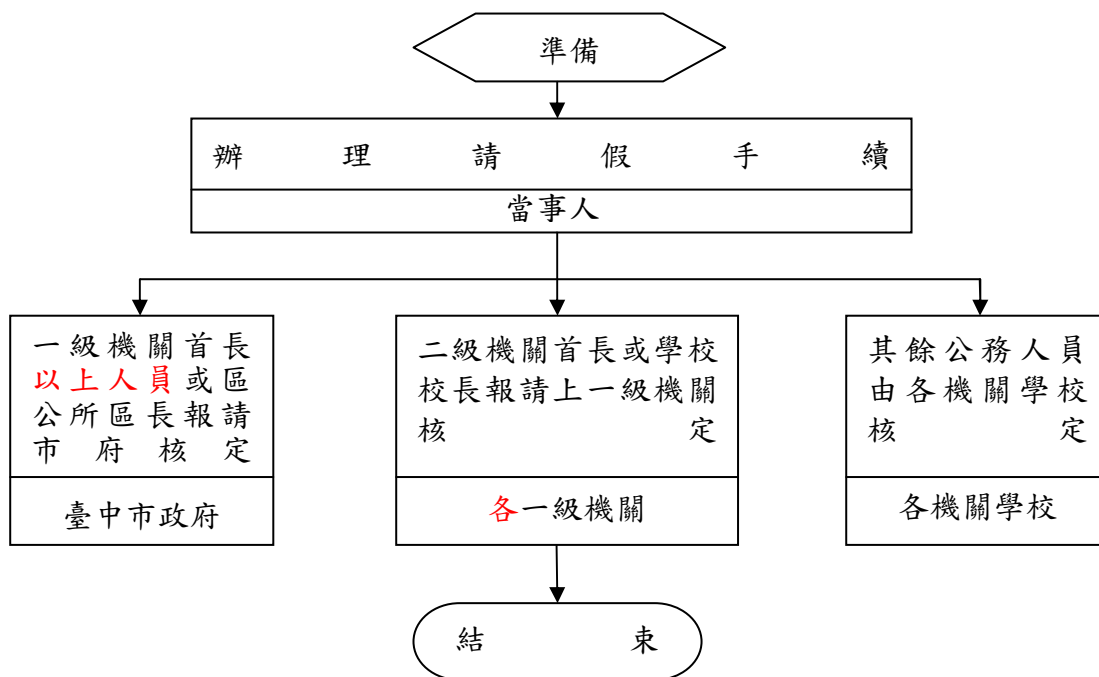 準備
辦理請假手續
當事人
一級機關首長
以上人員或區
公所區長報請
市府核定
臺中市政府
二級機關首長或學校
校長報請上一級機關
核定
各一級機關
其餘公務人員
由各機關學校
核定
各機關學校
結束